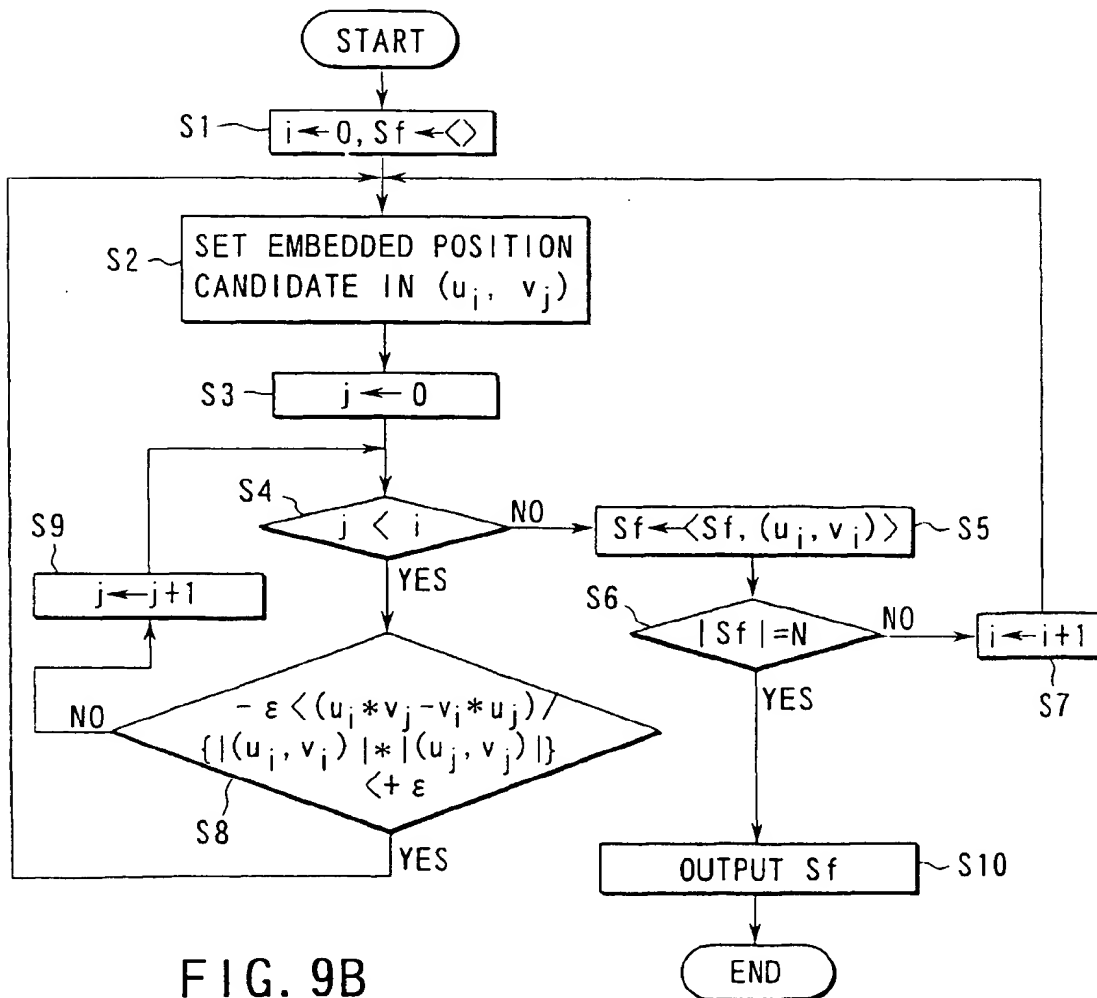 START
S1
i←0, Sf←<>
S2
SET EMBEDDED POSITION
CANDIDATE IN (u_i, v_j)
S3
j←0
S4
j < i
NO
YES
Sf←<Sf, (u_i, v_i)>
S5
S9
j←j+1
S6
|Sf|=N
NO
YES
i←i+1
S7
-ε<(u_i*v_j-v_i*u_j)/
{|(u_i, v_i)|*|(u_j, v_j)|}
<+ε
NO
S8
YES
OUTPUT Sf
S10
END
FIG. 9B